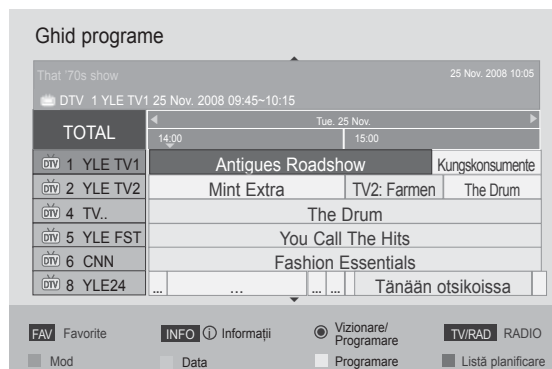 Ghid programe
That '70s show 25 Nov. 2008 10:05
DTV 1 YLE TV1 25 Nov. 2008 09:45~10:15
TOTAL
Tue. 25 Nov.
14:00 15:00
DTV 1 YLE TV1 Antigues Roadshow Kungskonsumente
DTV 2 YLE TV2 Mint Extra TV2: Farmen The Drum
DTV 4 TV.. The Drum
DTV 5 YLE FST You Call The Hits
DTV 6 CNN Fashion Essentials
DTV 8 YLE24 ... ... ... ... Tänään otsikoissa
FAV Favorite INFO i Informaţii Vizionare/
Programare TV/RAD RADIO
Mod Data Programare Listă planificare